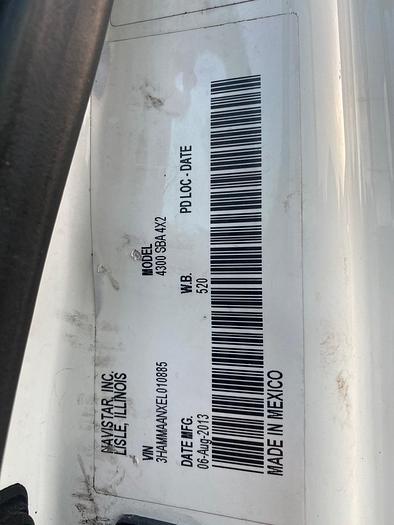 NAVISTAR, INC.
LISLE, ILLINOIS
VIN
3HAMMAANXEL010885
MODEL
4300 SBA 4X2
DATE MFG.
06-Aug-2013
W.B.
520
PD LOC - DATE
MADE IN MEXICO